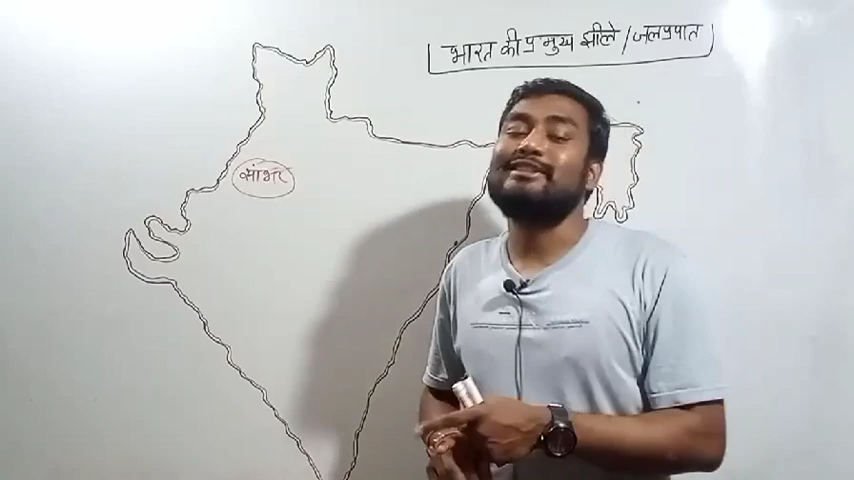 भारत की प्रमुख झीले / जलप्रपात
सांभर